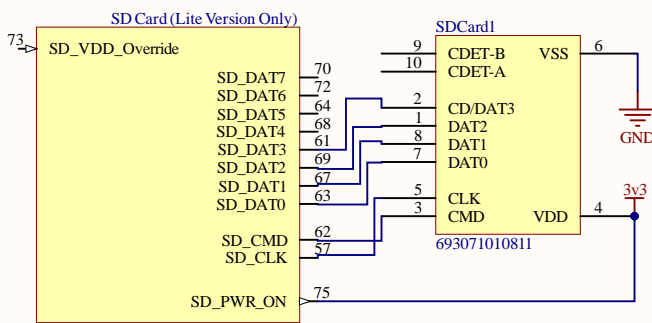 SD Card (Lite Version Only)
73
SD_VDD_Override
SD_DAT7 70
SD_DAT6 72
SD_DAT5 64
SD_DAT4 68
SD_DAT3 61
SD_DAT2 69
SD_DAT1 67
SD_DAT0 63
SD_CMD 62
SD_CLK 57
SD_PWR_ON 75
SDCard1
9 CDET-B VSS 6
10 CDET-A
2 CD/DAT3
1 DAT2
8 DAT1
7 DAT0
5 CLK
3 CMD VDD 4
693071010811
GND
3v3